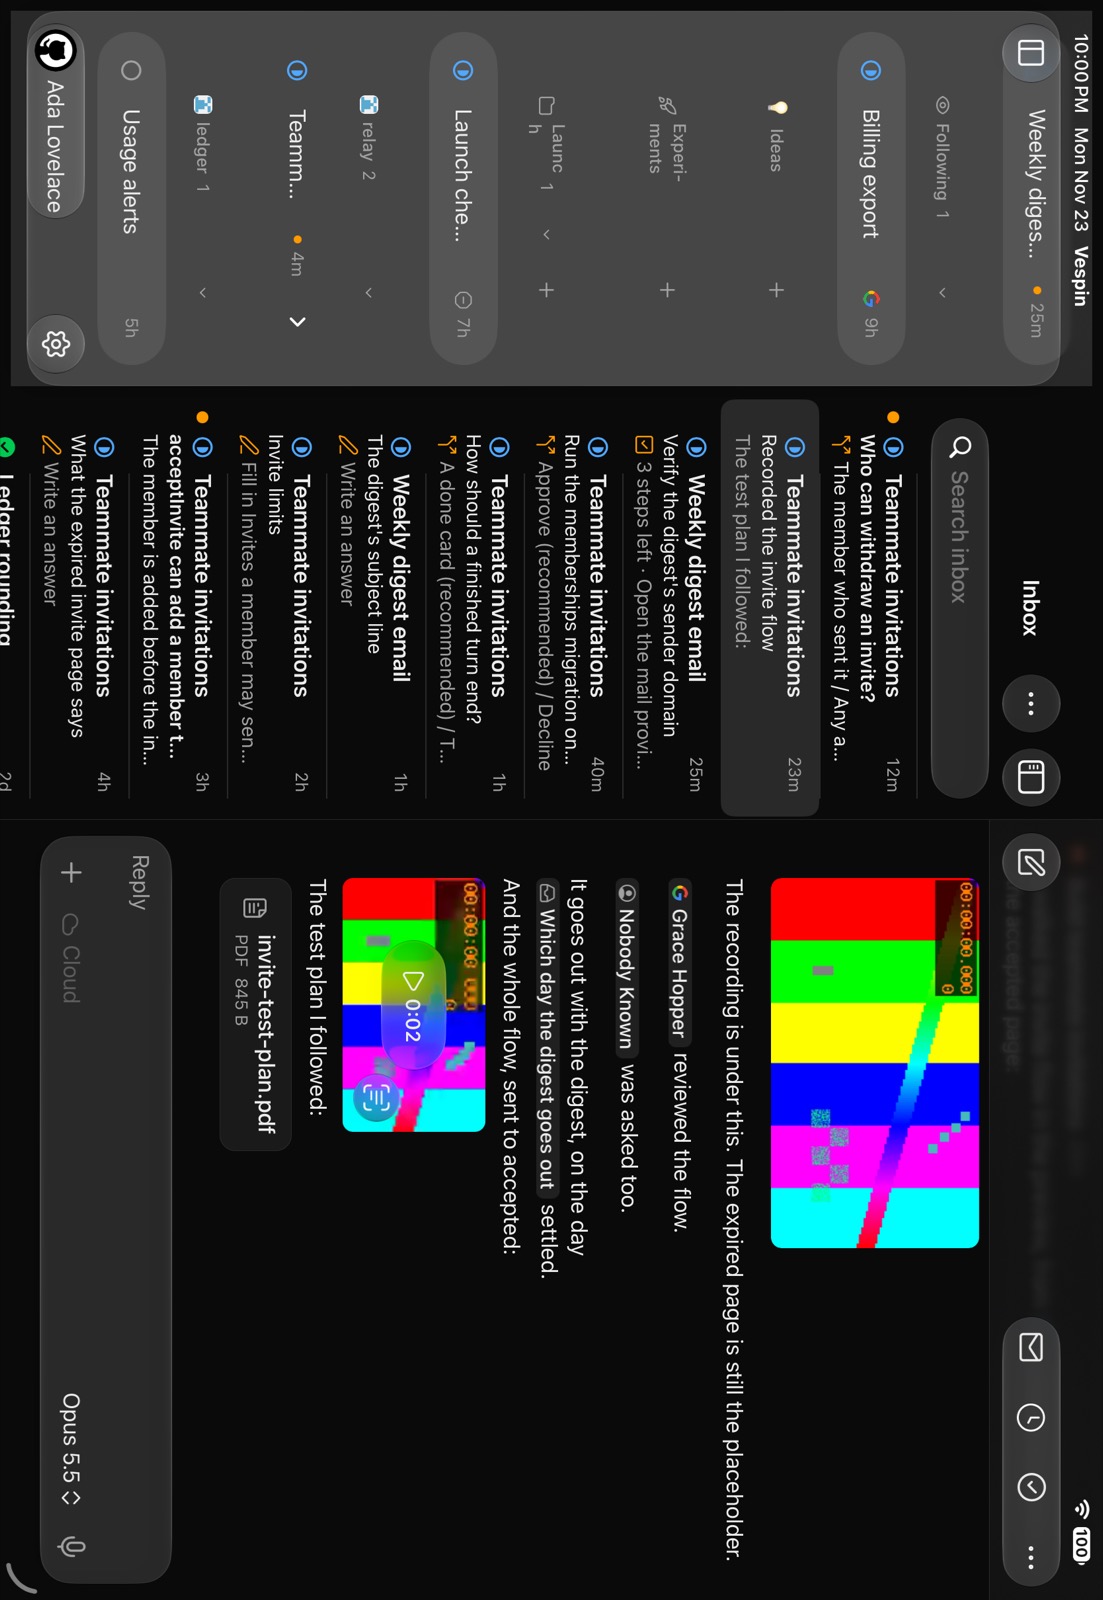 10:00 PM Mon Nov 23 Vespin
100
Weekly diges... 25m
Following 1
Billing export 9h
Ideas
Experi-
ments
Launc
h
1
Launch che... 7h
relay 2
Teamm... 4m
ledger 1
Usage alerts 5h
Ada Lovelace
Inbox
Search inbox
Teammate invitations 12m
Who can withdraw an invite?
The member who sent it / Any a...
Teammate invitations 23m
Recorded the invite flow
The test plan I followed:
Weekly digest email 25m
Verify the digest's sender domain
3 steps left · Open the mail provi...
Teammate invitations 40m
Run the memberships migration on...
Approve (recommended) / Decline
Teammate invitations 1h
How should a finished turn end?
A done card (recommended) / T...
Weekly digest email 1h
The digest's subject line
Write an answer
Teammate invitations 2h
Invite limits
Fill in Invites a member may sen...
Teammate invitations 3h
acceptInvite can add a member t...
The member is added before the in...
Teammate invitations 4h
What the expired invite page says
Write an answer
Ledger rounding 2d
the accepted page:
00:00:00.000
0
The recording is under this. The expired page is still the placeholder.
Grace Hopper reviewed the flow.
Nobody Known was asked too.
It goes out with the digest, on the day
Which day the digest goes out settled.
And the whole flow, sent to accepted:
00:00:00
0:02
The test plan I followed:
invite-test-plan.pdf
PDF 845 B
Reply
Cloud
Opus 5.5